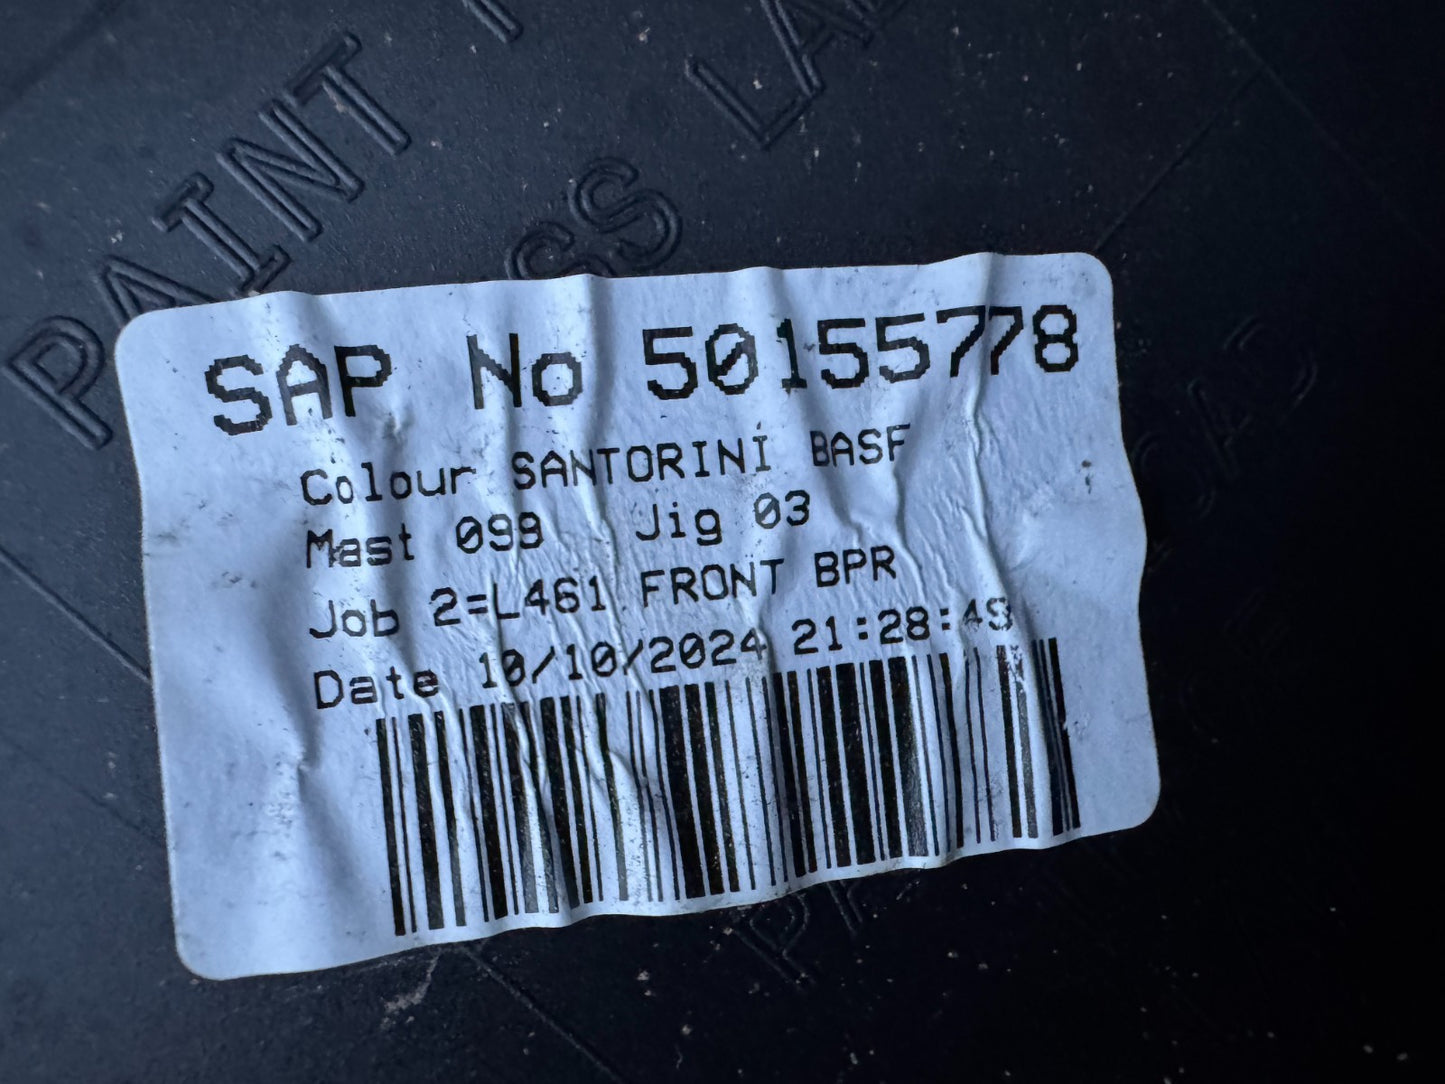 PAINT
SAP No 50155778
Colour SANTORINI BASF
Mast 099 Jig 03
Job 2=L461 FRONT BPR
Date 10/10/2024 21:28:49